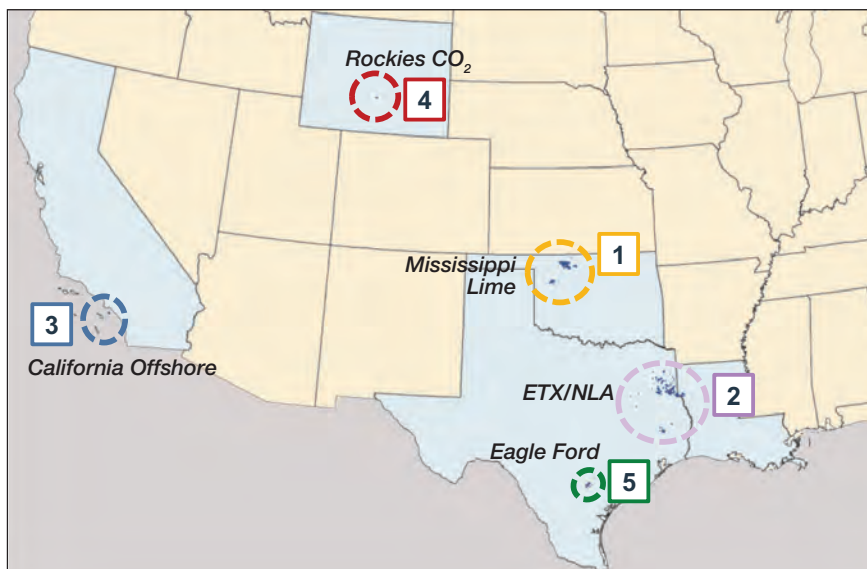 Rockies CO₂
4
1
Mississippi
Lime
3
California Offshore
ETX/NLA
2
Eagle Ford
5